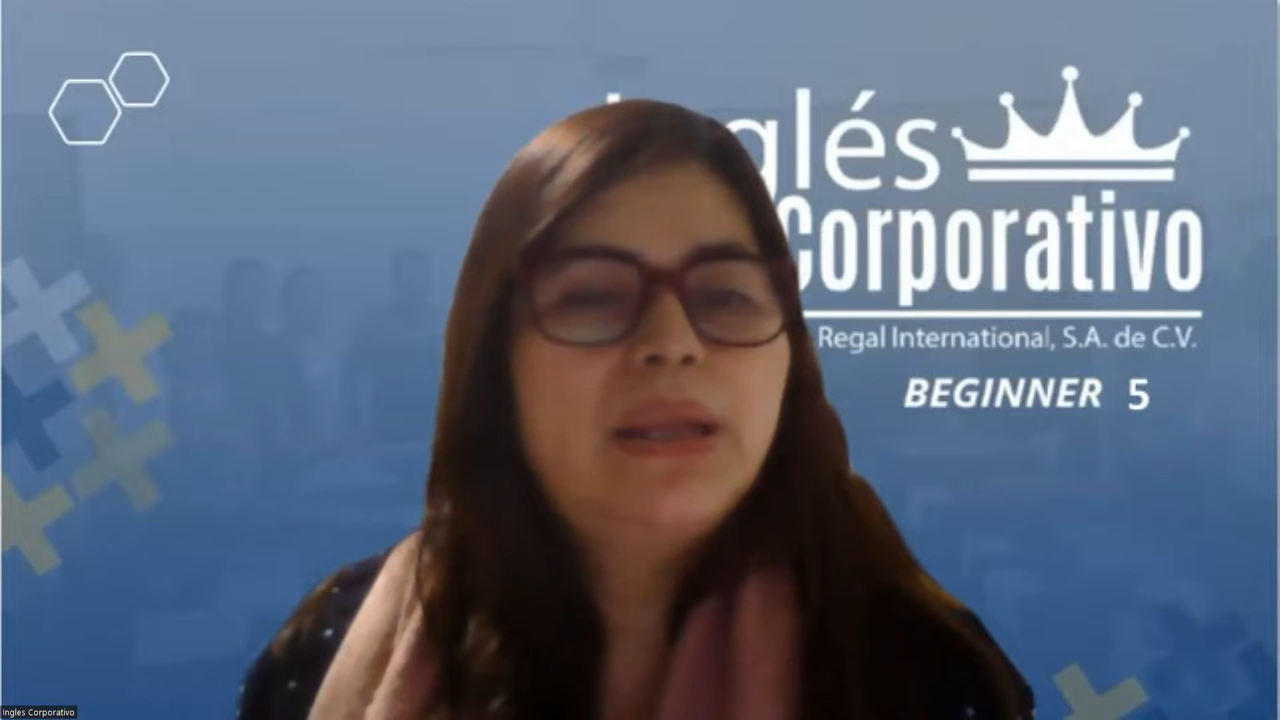 glés
Corporativo
Regal International, S.A. de C.V.
BEGINNER 5
Ingles Corporativo